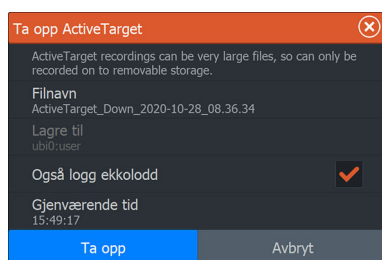 Ta opp ActiveTarget
ActiveTarget recordings can be very large files, so can only be
recorded on to removable storage.
Filnavn
ActiveTarget_Down_2020-10-28_08.36.34
Lagre til
ubi0:user
Også logg ekkolodd
Gjenværende tid
15:49:17
Ta opp
Avbryt